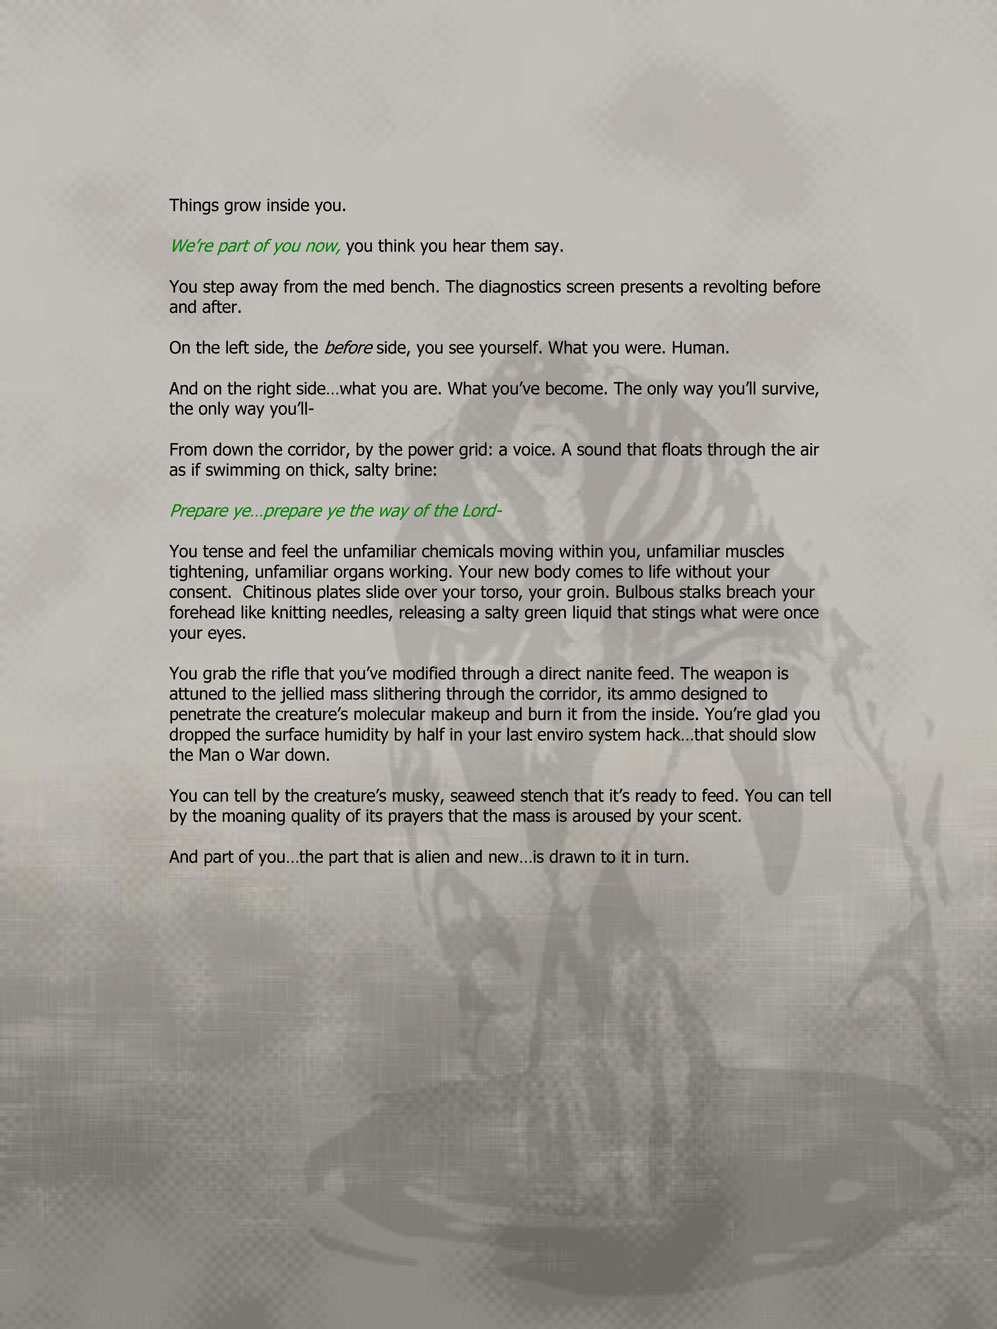 Things grow inside you.
We're part of you now, you think you hear them say.
You step away from the med bench. The diagnostics screen presents a revolting before
and after.
On the left side, the before side, you see yourself. What you were. Human.
And on the right side…what you are. What you've become. The only way you'll survive,
the only way you'll-
From down the corridor, by the power grid: a voice. A sound that floats through the air
as if swimming on thick, salty brine:
Prepare ye…prepare ye the way of the Lord-
You tense and feel the unfamiliar chemicals moving within you, unfamiliar muscles
tightening, unfamiliar organs working. Your new body comes to life without your
consent.  Chitinous plates slide over your torso, your groin. Bulbous stalks breach your
forehead like knitting needles, releasing a salty green liquid that stings what were once
your eyes.
You grab the rifle that you've modified through a direct nanite feed. The weapon is
attuned to the jellied mass slithering through the corridor, its ammo designed to
penetrate the creature's molecular makeup and burn it from the inside. You're glad you
dropped the surface humidity by half in your last enviro system hack…that should slow
the Man o War down.
You can tell by the creature's musky, seaweed stench that it's ready to feed. You can tell
by the moaning quality of its prayers that the mass is aroused by your scent.
And part of you…the part that is alien and new…is drawn to it in turn.